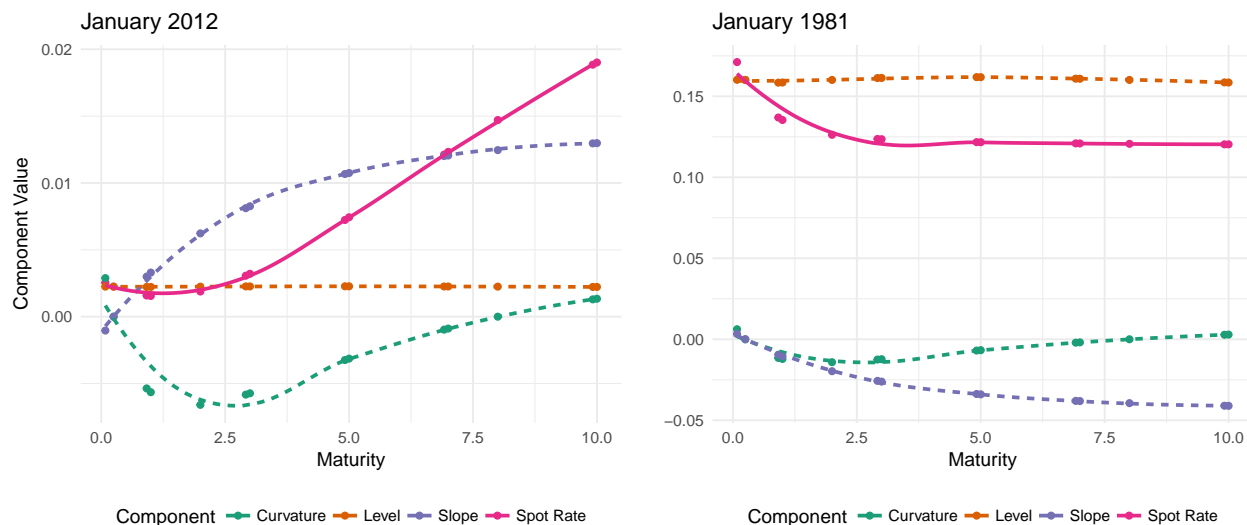 January 2012
0.02
0.01
0.00
Component Value
0.0 2.5 5.0 7.5 10.0
Maturity
Component Curvature Level Slope Spot Rate
January 1981
0.15
0.10
0.05
0.00
−0.05
0.0 2.5 5.0 7.5 10.0
Maturity
Component Curvature Level Slope Spot Rate